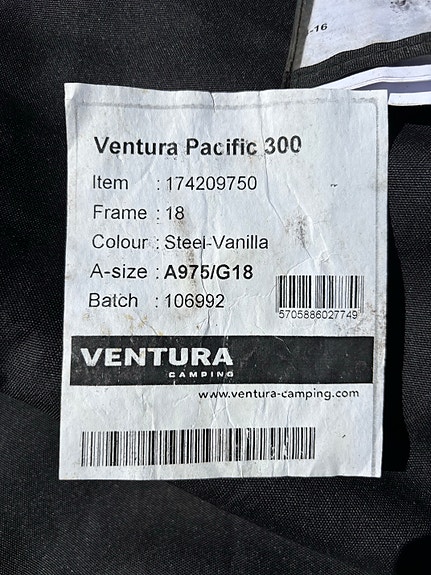 -16
Ventura Pacific 300
Item : 174209750
Frame : 18
Colour : Steel-Vanilla
A-size : A975/G18
Batch : 106992
5705886027749
VENTURA
CAMPING
www.ventura-camping.com